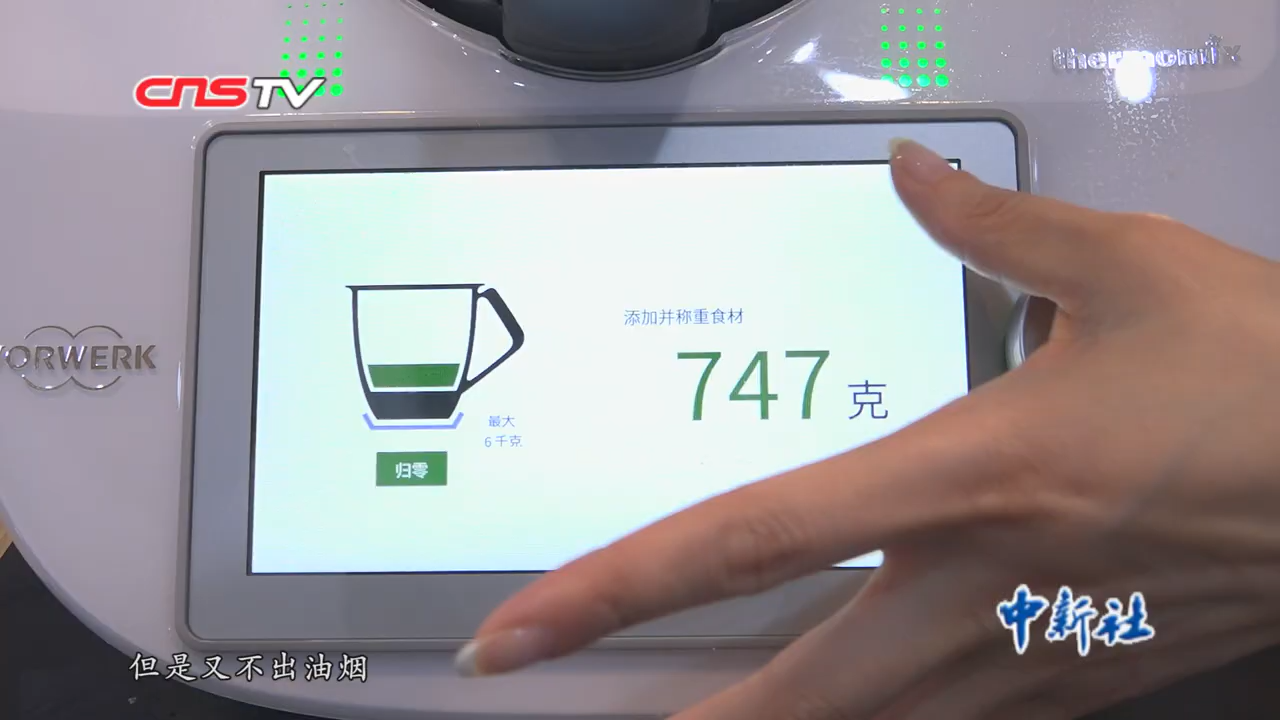 thermomix
CNSTV
VORWERK
添加并称重食材
747 克
最大
6 千克
归零
中新社
但是又不出油烟